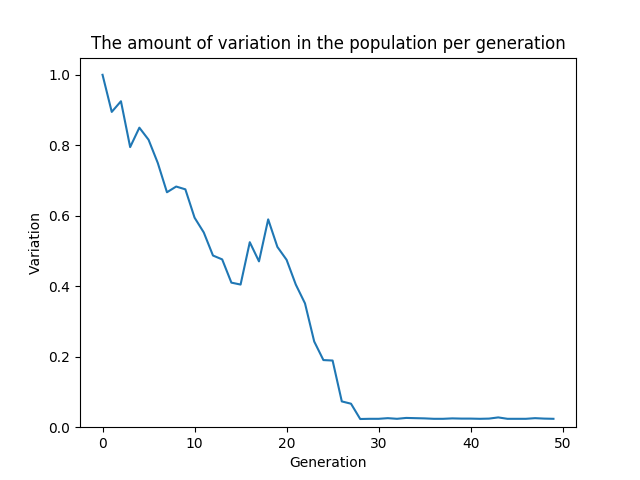 The amount of variation in the population per generation
1.0
0.8
0.6
0.4
0.2
0.0
Variation
0 10 20 30 40 50
Generation